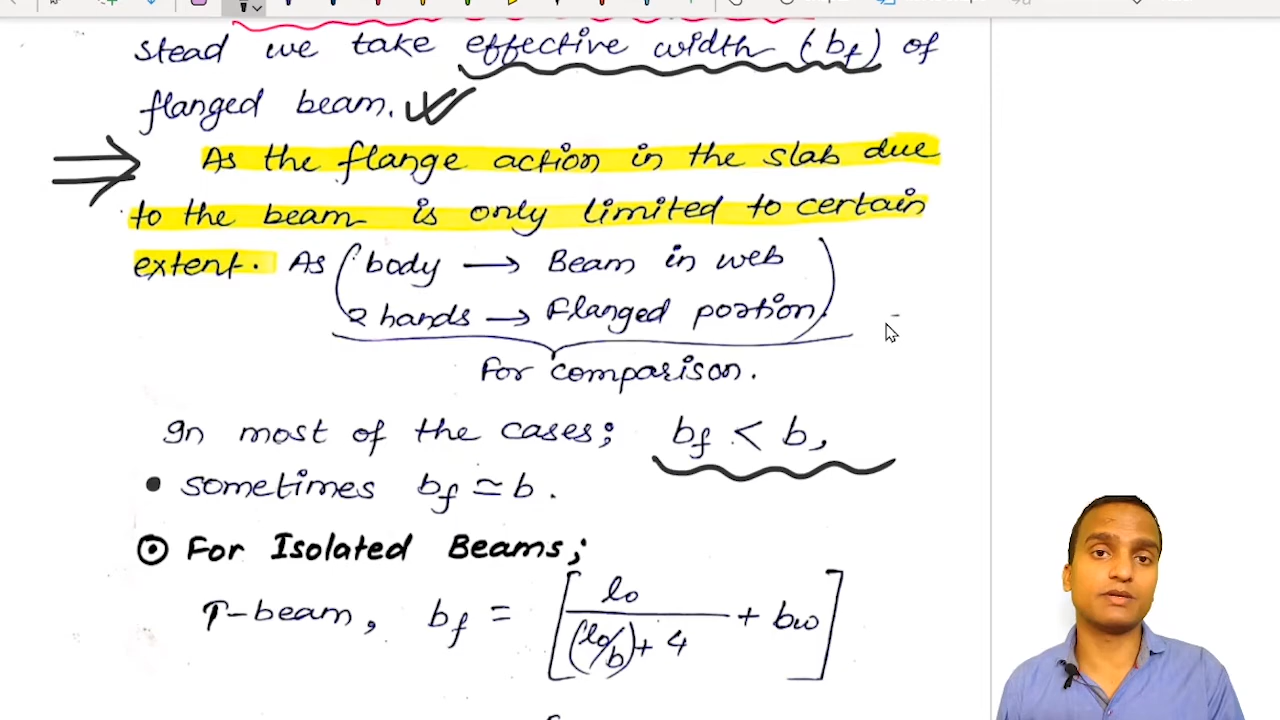 stead we take effective width (bf) of
flanged beam.
As the flange action in the slab due
to the beam is only limited to certain
extent. As (body → Beam in web
2 hands → Flanged portion.)
For comparison.
In most of the cases; bf < b,
• sometimes bf ≃ b.
⊙ For Isolated Beams;
T-beam, bf = [lo / ((lo/b) + 4) + bw]